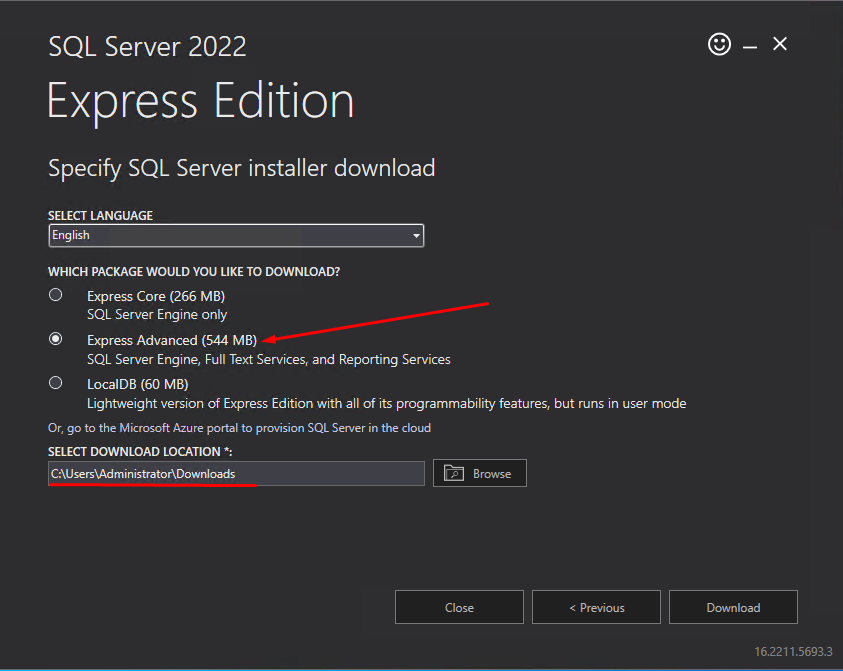 SQL Server 2022
Express Edition
Specify SQL Server installer download
SELECT LANGUAGE
English
WHICH PACKAGE WOULD YOU LIKE TO DOWNLOAD?
Express Core (266 MB)
SQL Server Engine only
Express Advanced (544 MB)
SQL Server Engine, Full Text Services, and Reporting Services
LocalDB (60 MB)
Lightweight version of Express Edition with all of its programmability features, but runs in user mode
Or, go to the Microsoft Azure portal to provision SQL Server in the cloud
SELECT DOWNLOAD LOCATION *:
C:\Users\Administrator\Downloads
Browse
Close
< Previous
Download
16.2211.5693.3